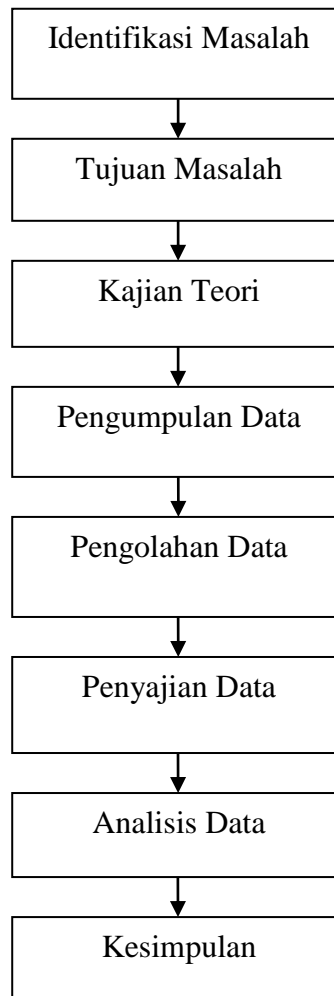 Identifikasi Masalah
Tujuan Masalah
Kajian Teori
Pengumpulan Data
Pengolahan Data
Penyajian Data
Analisis Data
Kesimpulan